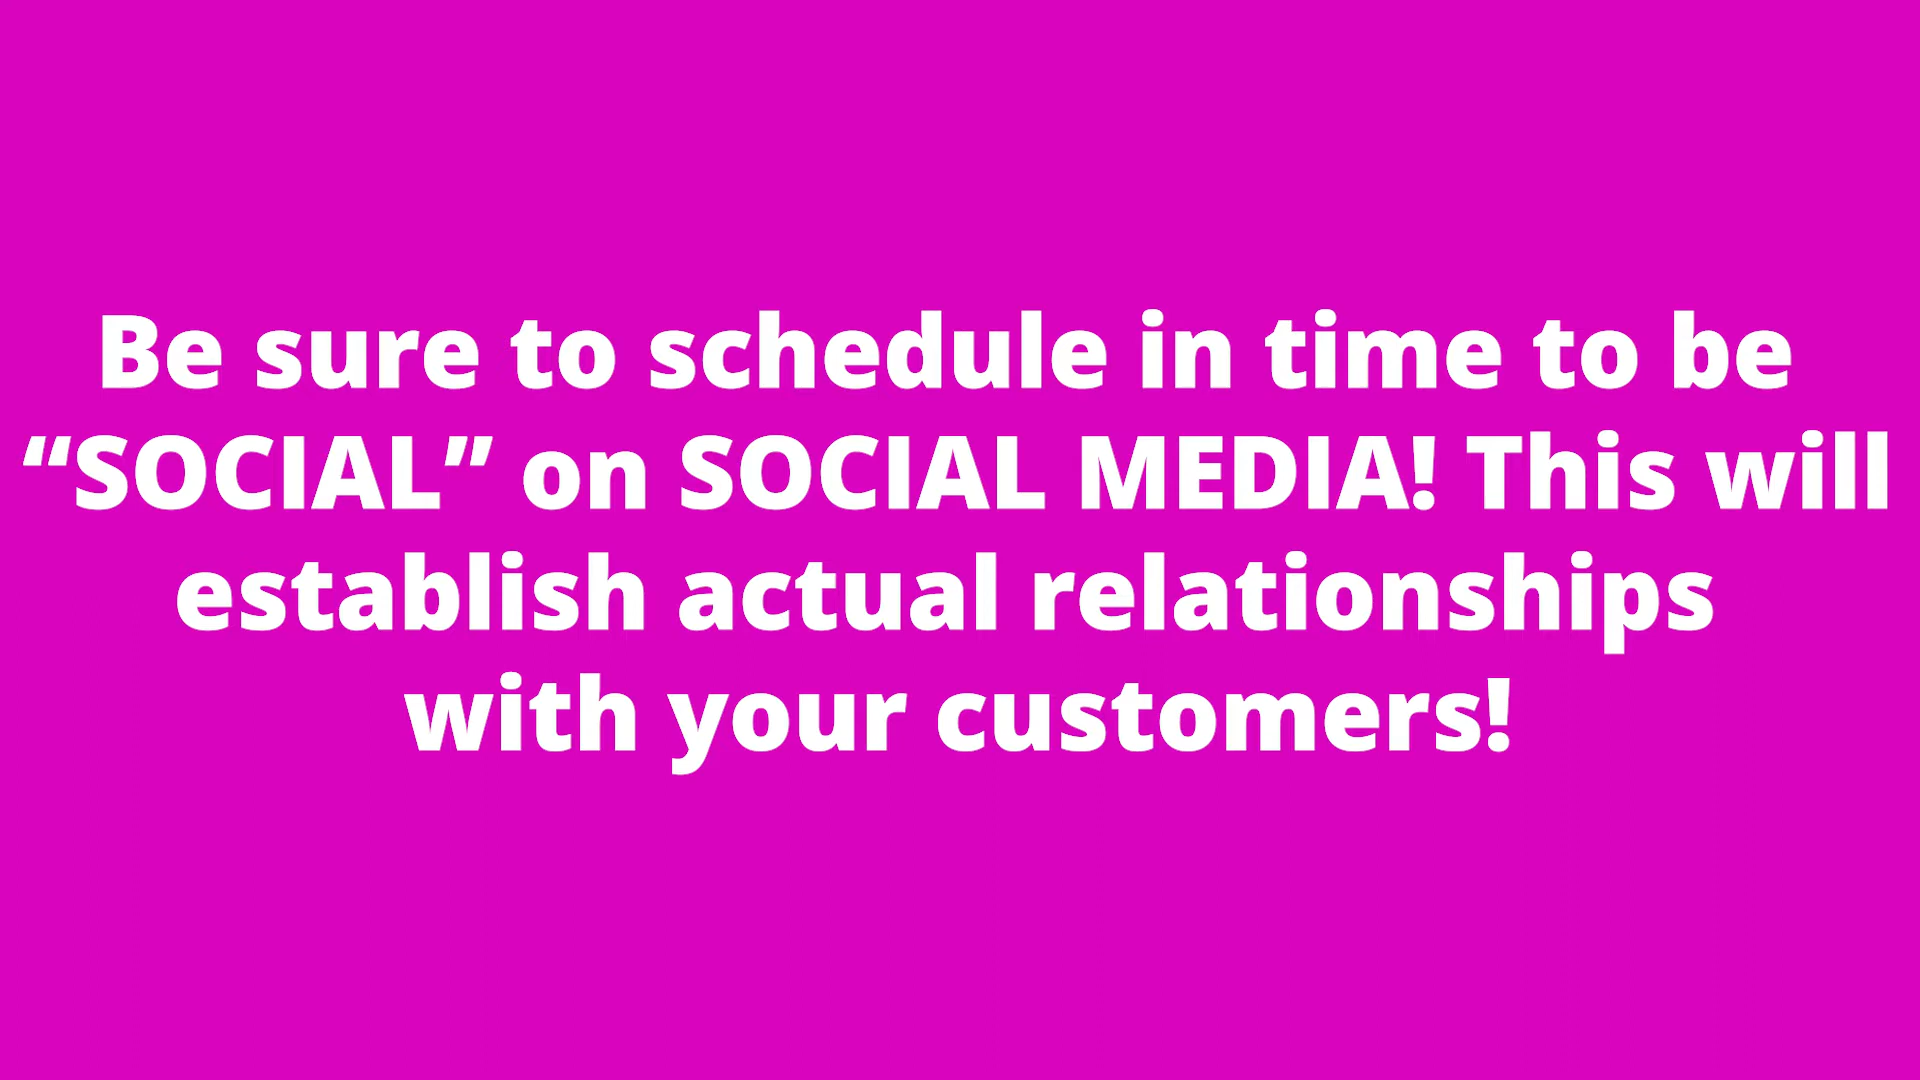 Be sure to schedule in time to be
“SOCIAL” on SOCIAL MEDIA! This will
establish actual relationships
with your customers!